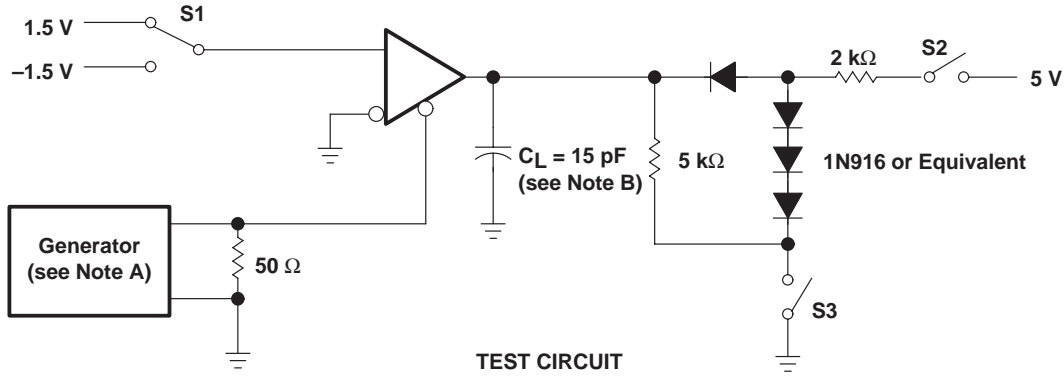 S1
1.5 V
–1.5 V
S2
2 kΩ
5 V
CL = 15 pF
(see Note B)
5 kΩ
1N916 or Equivalent
Generator
(see Note A)
50 Ω
S3
TEST CIRCUIT